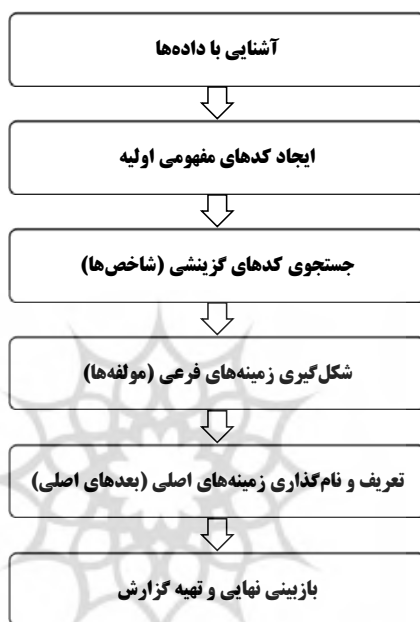 آشنایی با داده‌ها
ایجاد کدهای مفهومی اولیه
جستجوی کدهای گزینشی (شاخص‌ها)
شکل‌گیری زمینه‌های فرعی (مولفه‌ها)
تعریف و نام‌گذاری زمینه‌های اصلی (بعدهای اصلی)
بازبینی نهایی و تهیه گزارش